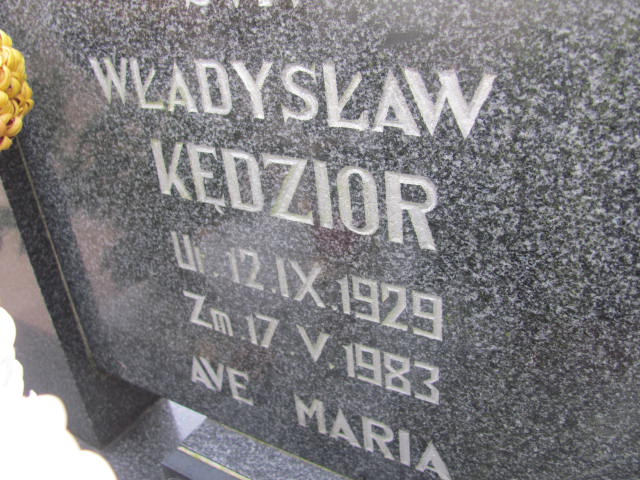 WŁADYSŁAW
KĘDZIOR
Ur. 12.IX.1929
Zm. 17.V.1983
AVE MARIA